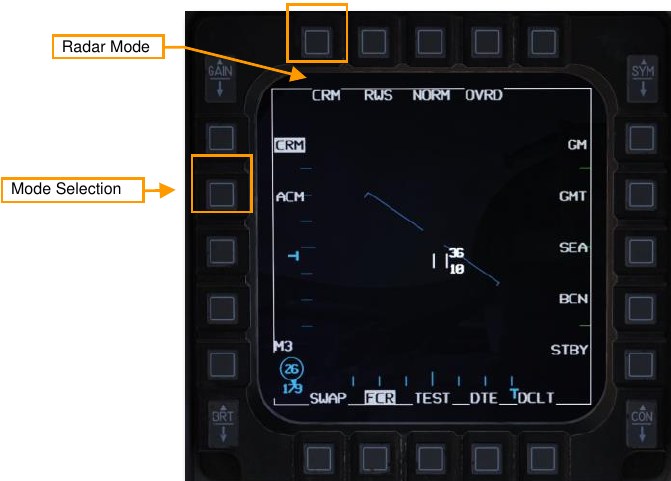 Radar Mode
GAIN
SYM
CRM RWS NORM OVRD
CRM
GM
ACM
GMT
Mode Selection
SEA
36
10
BCN
M3
STBY
26
179
SWAP FCR TEST DTE DCLT
BRT
CON